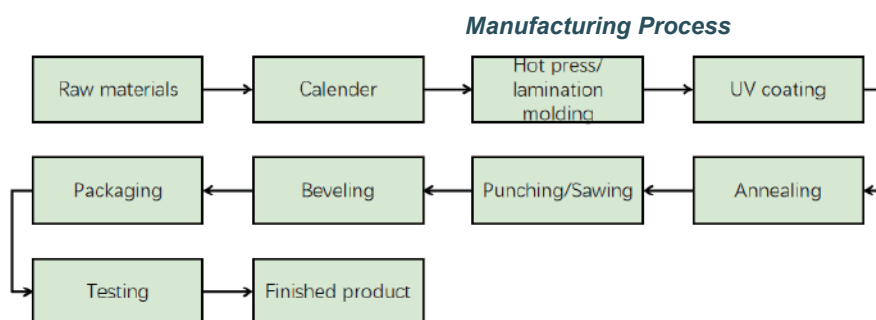 Manufacturing Process
Raw materials
Calender
Hot press/
lamination
molding
UV coating
Packaging
Beveling
Punching/Sawing
Annealing
Testing
Finished product